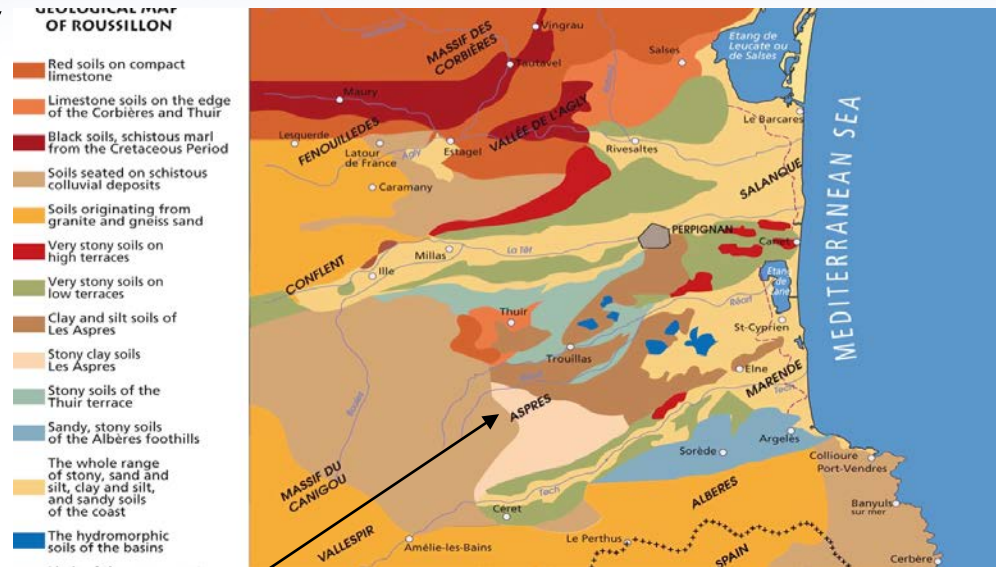 GEOLOGICAL MAP
OF ROUSSILLON
Red soils on compact
limestone
Limestone soils on the edge
of the Corbières and Thuir
Black soils, schistous marl
from the Cretaceous Period
Soils seated on schistous
colluvial deposits
Soils originating from
granite and gneiss sand
Very stony soils on
high terraces
Very stony soils on
low terraces
Clay and silt soils of
Les Aspres
Stony clay soils
Les Aspres
Stony soils of the
Thuir terrace
Sandy, stony soils
of the Albères foothills
The whole range
of stony, sand and
silt, clay and silt,
and sandy soils
of the coast
The hydromorphic
soils of the basins
Vingrau
MASSIF DES
CORBIÈRES
Tautavel
Salses
Etang de
Leucate ou
de Salses
Maury
Le Barcares
Lesquerde
FENOUILLÈDES
Latour
de France
Agly
Estagel
VALLÉE DE L'AGLY
Rivesaltes
Caramany
SALANQUE
MEDITERRANEAN SEA
PERPIGNAN
Canet
La Têt
Millas
Ille
CONFLENT
Etang
de
Réart
Thuir
St-Cyprien
Trouillas
Elne
MARENDE
Tech
ASPRES
Argelès
Sorède
Collioure
Port-Vendres
MASSIF DU
CANIGOU
Tech
Céret
ALBERES
Banyuls
sur mer
VALLESPIR
Amélie-les-Bains
Le Perthus
SPAIN
Cerbère